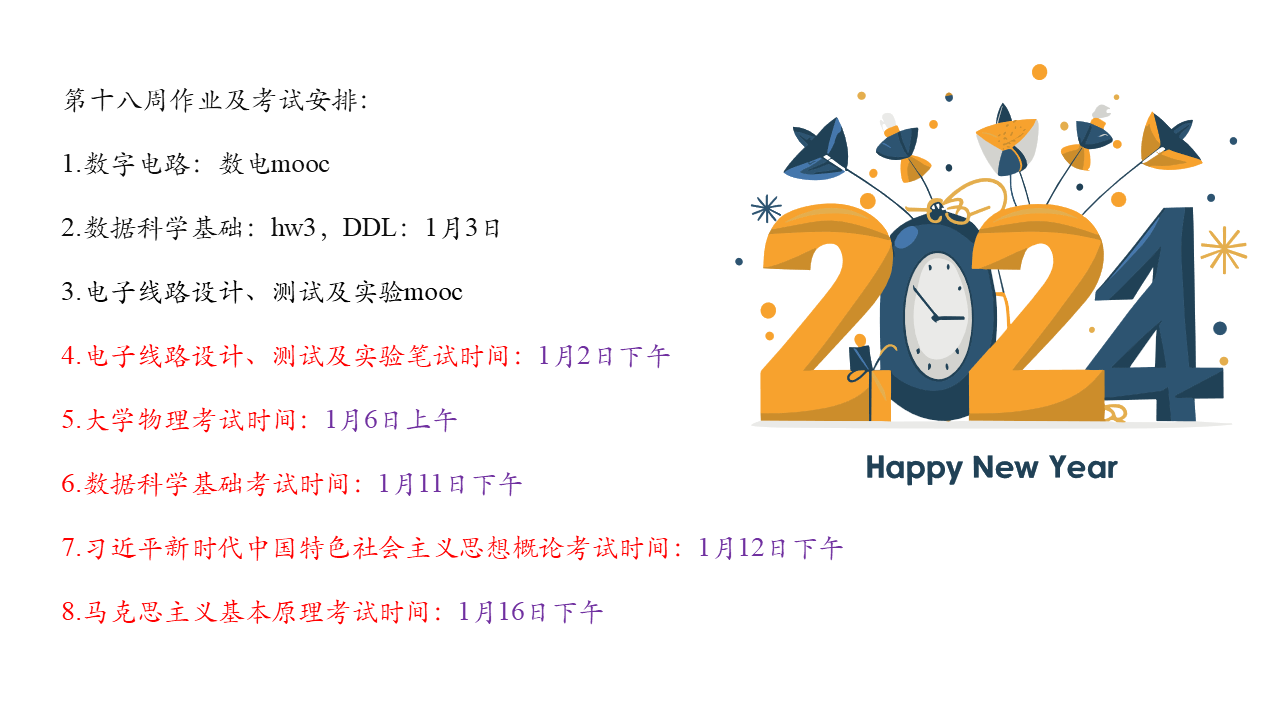 第十八周作业及考试安排：
1.数字电路：数电mooc
2.数据科学基础：hw3，DDL：1月3日
3.电子线路设计、测试及实验mooc
4.电子线路设计、测试及实验笔试时间：1月2日下午
5.大学物理考试时间：1月6日上午
6.数据科学基础考试时间：1月11日下午
7.习近平新时代中国特色社会主义思想概论考试时间：1月12日下午
8.马克思主义基本原理考试时间：1月16日下午
2024
Happy New Year